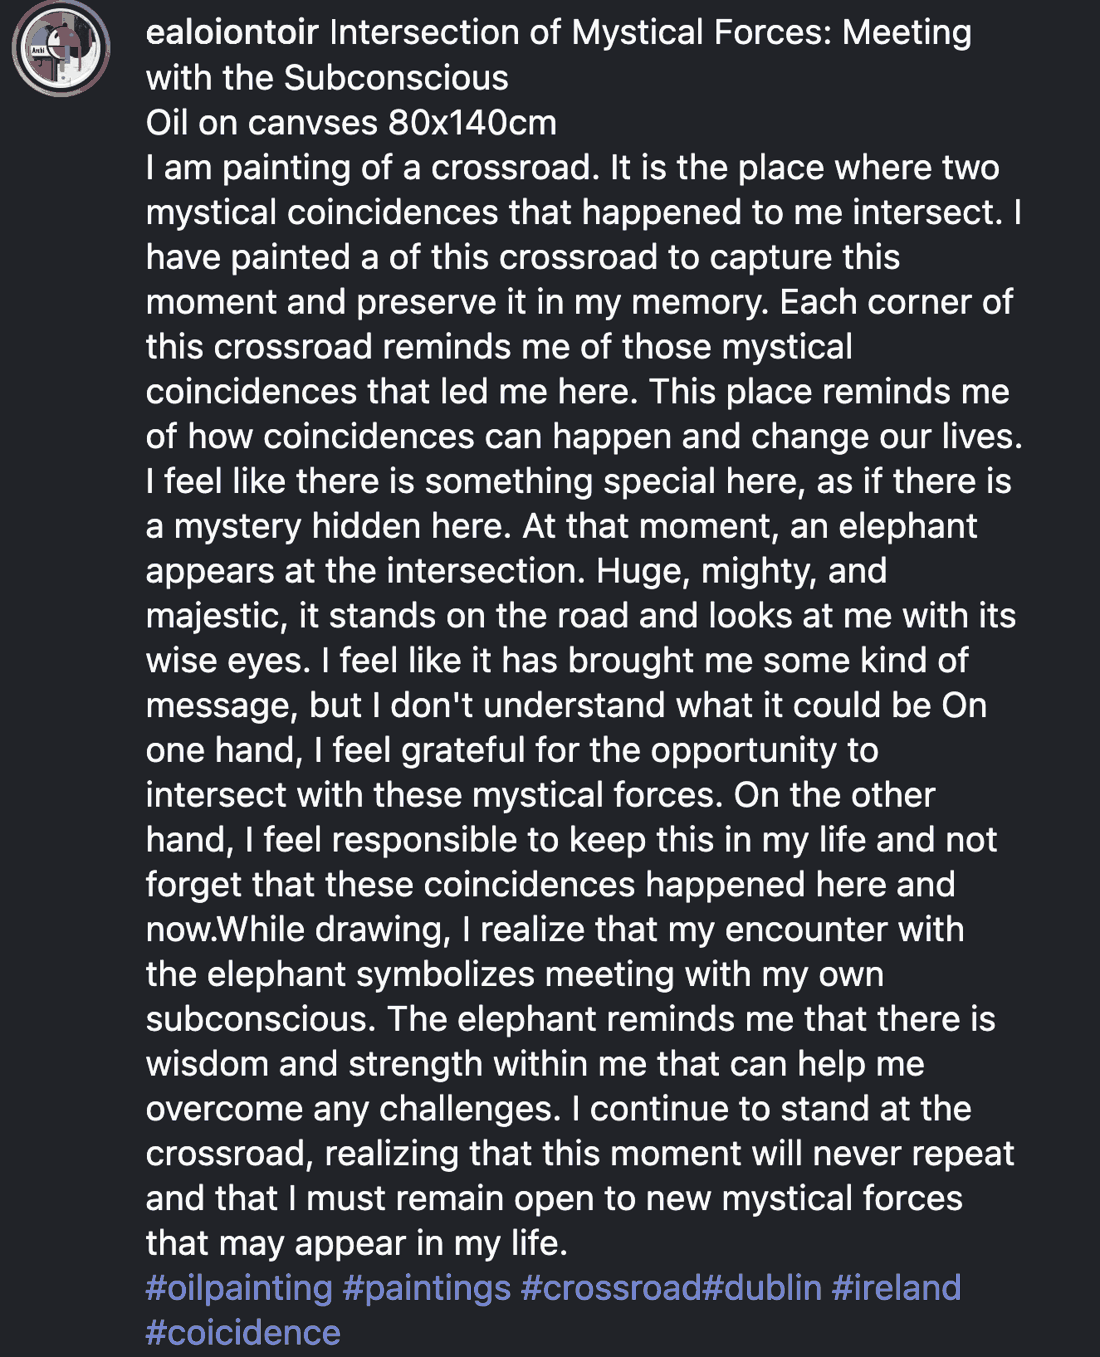 ealoiontoir Intersection of Mystical Forces: Meeting
with the Subconscious
Oil on canvses 80x140cm
I am painting of a crossroad. It is the place where two
mystical coincidences that happened to me intersect. I
have painted a of this crossroad to capture this
moment and preserve it in my memory. Each corner of
this crossroad reminds me of those mystical
coincidences that led me here. This place reminds me
of how coincidences can happen and change our lives.
I feel like there is something special here, as if there is
a mystery hidden here. At that moment, an elephant
appears at the intersection. Huge, mighty, and
majestic, it stands on the road and looks at me with its
wise eyes. I feel like it has brought me some kind of
message, but I don't understand what it could be On
one hand, I feel grateful for the opportunity to
intersect with these mystical forces. On the other
hand, I feel responsible to keep this in my life and not
forget that these coincidences happened here and
now.While drawing, I realize that my encounter with
the elephant symbolizes meeting with my own
subconscious. The elephant reminds me that there is
wisdom and strength within me that can help me
overcome any challenges. I continue to stand at the
crossroad, realizing that this moment will never repeat
and that I must remain open to new mystical forces
that may appear in my life.
#oilpainting #paintings #crossroad#dublin #ireland
#coicidence